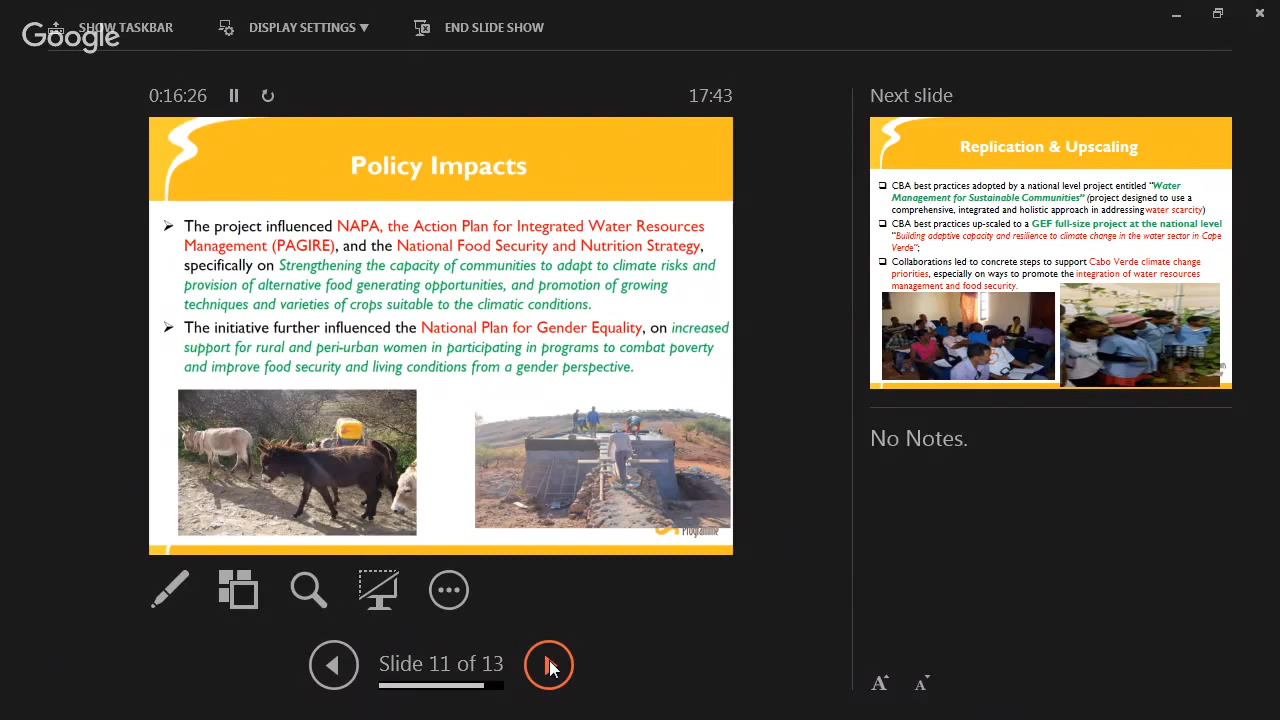 Google
SHOW TASKBAR
DISPLAY SETTINGS
END SLIDE SHOW
0:16:26
17:43
Policy Impacts
The project influenced NAPA, the Action Plan for Integrated Water Resources
Management (PAGIRE), and the National Food Security and Nutrition Strategy,
specifically on Strengthening the capacity of communities to adapt to climate risks and
provision of alternative food generating opportunities, and promotion of growing
techniques and varieties of crops suitable to the climatic conditions.
The initiative further influenced the National Plan for Gender Equality, on increased
support for rural and peri-urban women in participating in programs to combat poverty
and improve food security and living conditions from a gender perspective.
Programme
Slide 11 of 13
Next slide
Replication & Upscaling
CBA best practices adopted by a national level project entitled "Water
Management for Sustainable Communities" (project designed to use a
comprehensive, integrated and holistic approach in addressing water scarcity)
CBA best practices up-scaled to a GEF full-size project at the national level
"Building adaptive capacity and resilience to climate change in the water sector in Cape
Verde";
Collaborations led to concrete steps to support Cabo Verde climate change
priorities, especially on ways to promote the integration of water resources
management and food security.
No Notes.
A A